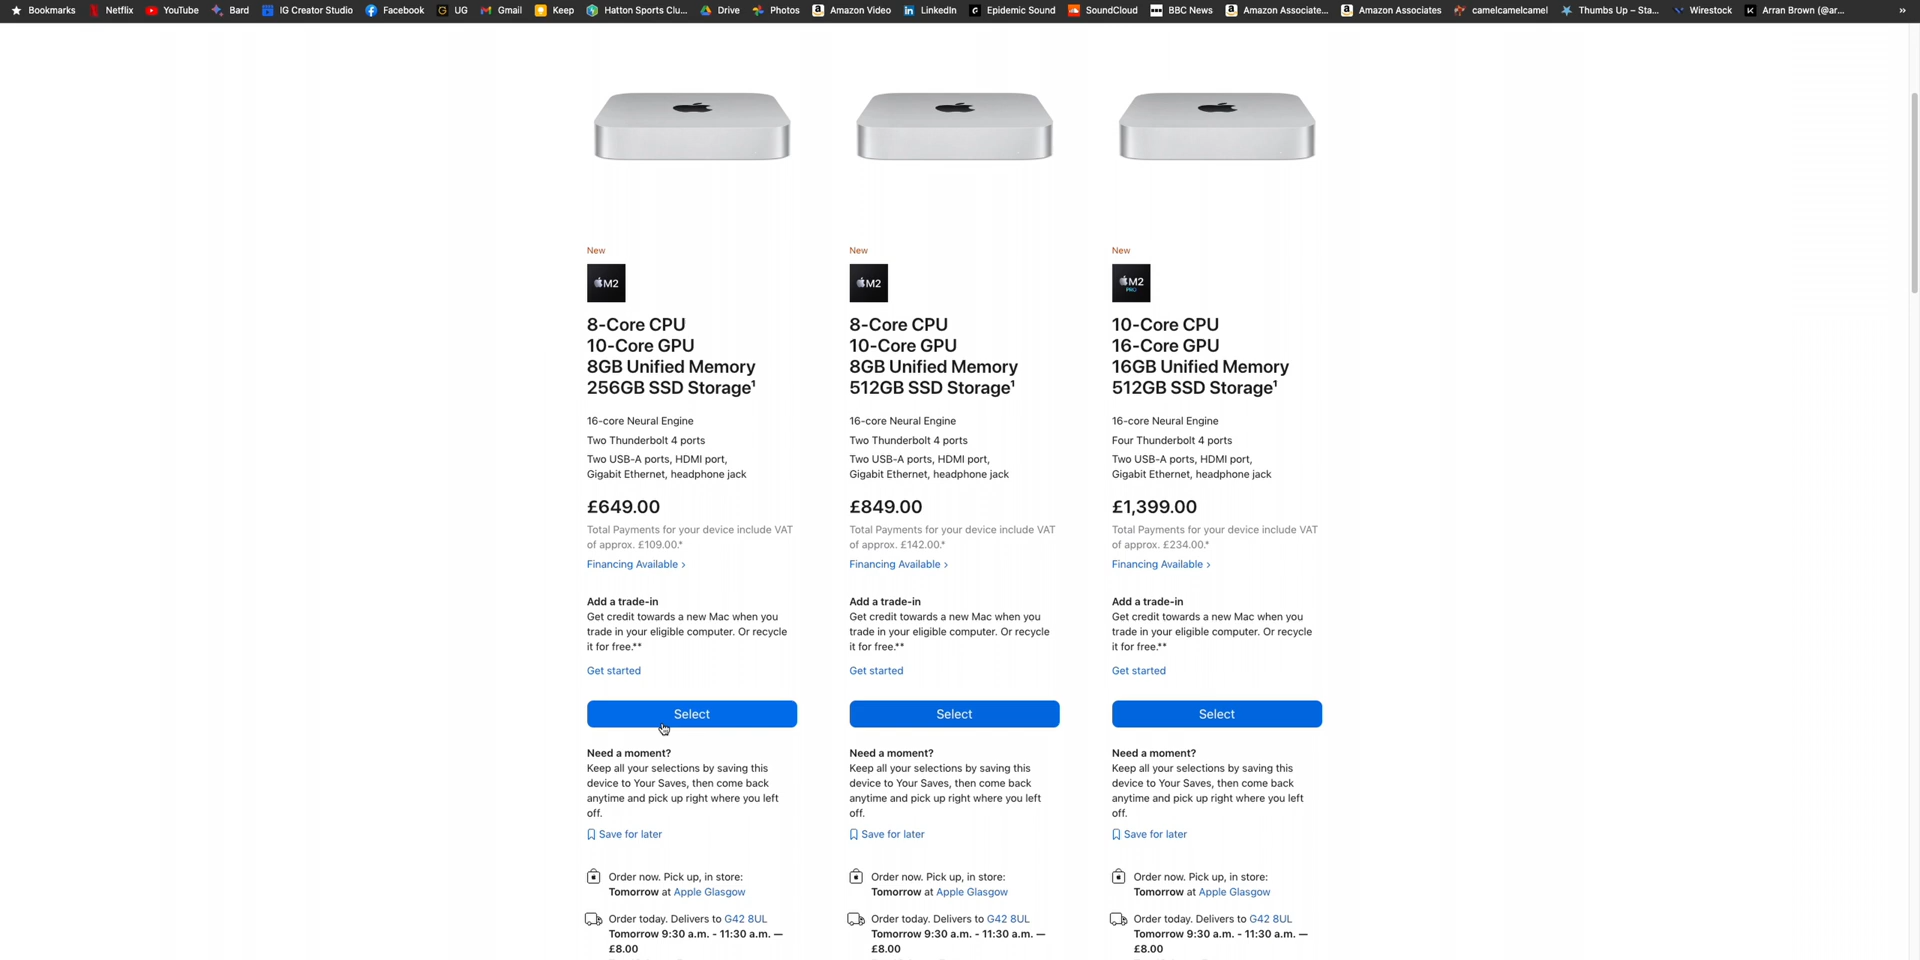 Bookmarks Netflix YouTube Bard IG Creator Studio Facebook UG Gmail Keep Hatton Sports Clu... Drive Photos Amazon Video LinkedIn Epidemic Sound SoundCloud BBC News Amazon Associate... Amazon Associates camelcamelcamel Thumbs Up – Sta... Wirestock Arran Brown (@ar... »
New
M2
8-Core CPU
10-Core GPU
8GB Unified Memory
256GB SSD Storage¹
16-core Neural Engine
Two Thunderbolt 4 ports
Two USB-A ports, HDMI port,
Gigabit Ethernet, headphone jack
£649.00
Total Payments for your device include VAT
of approx. £109.00.*
Financing Available >
Add a trade-in
Get credit towards a new Mac when you
trade in your eligible computer. Or recycle
it for free.**
Get started
Select
Need a moment?
Keep all your selections by saving this
device to Your Saves, then come back
anytime and pick up right where you left
off.
Save for later
Order now. Pick up, in store:
Tomorrow at Apple Glasgow
Order today. Delivers to G42 8UL
Tomorrow 9:30 a.m. - 11:30 a.m. —
£8.00
New
M2
8-Core CPU
10-Core GPU
8GB Unified Memory
512GB SSD Storage¹
16-core Neural Engine
Two Thunderbolt 4 ports
Two USB-A ports, HDMI port,
Gigabit Ethernet, headphone jack
£849.00
Total Payments for your device include VAT
of approx. £142.00.*
Financing Available >
Add a trade-in
Get credit towards a new Mac when you
trade in your eligible computer. Or recycle
it for free.**
Get started
Select
Need a moment?
Keep all your selections by saving this
device to Your Saves, then come back
anytime and pick up right where you left
off.
Save for later
Order now. Pick up, in store:
Tomorrow at Apple Glasgow
Order today. Delivers to G42 8UL
Tomorrow 9:30 a.m. - 11:30 a.m. —
£8.00
New
M2
PRO
10-Core CPU
16-Core GPU
16GB Unified Memory
512GB SSD Storage¹
16-core Neural Engine
Four Thunderbolt 4 ports
Two USB-A ports, HDMI port,
Gigabit Ethernet, headphone jack
£1,399.00
Total Payments for your device include VAT
of approx. £234.00.*
Financing Available >
Add a trade-in
Get credit towards a new Mac when you
trade in your eligible computer. Or recycle
it for free.**
Get started
Select
Need a moment?
Keep all your selections by saving this
device to Your Saves, then come back
anytime and pick up right where you left
off.
Save for later
Order now. Pick up, in store:
Tomorrow at Apple Glasgow
Order today. Delivers to G42 8UL
Tomorrow 9:30 a.m. - 11:30 a.m. —
£8.00